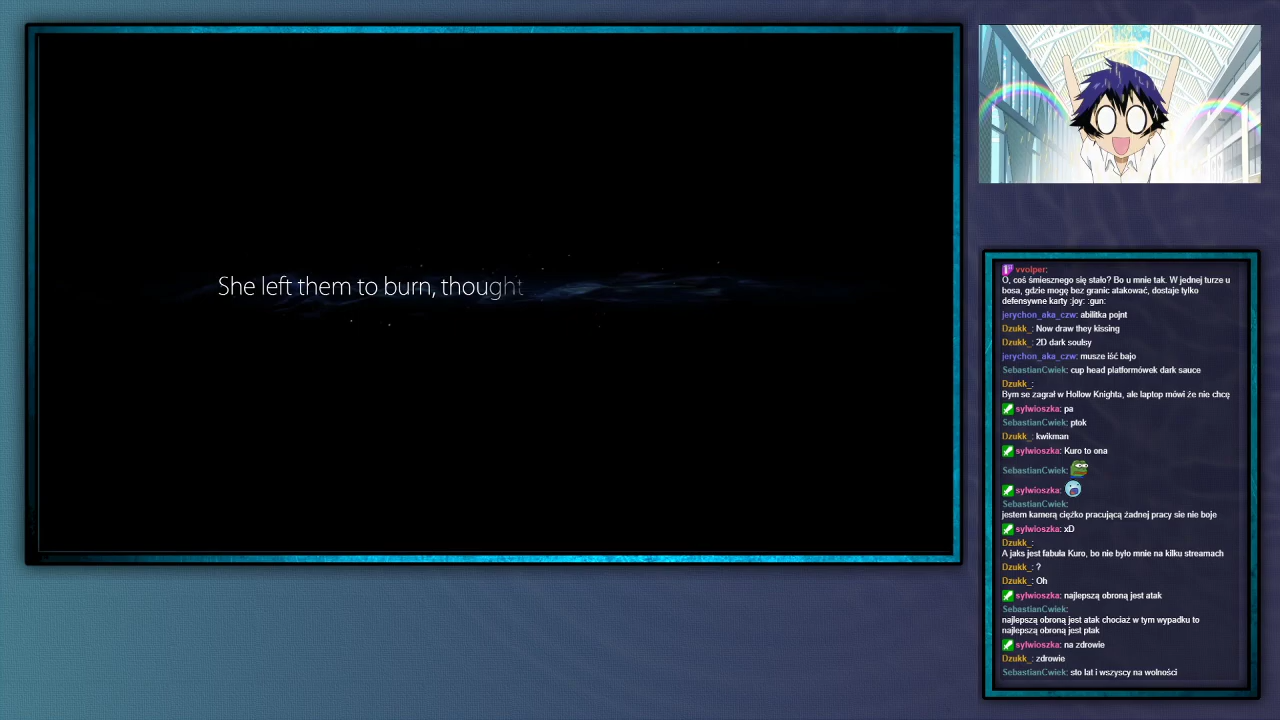 She left them to burn, thought
vvolper:
O, coś śmiesznego się stało? Bo u mnie tak. W jednej turze u
bosa, gdzie mogę bez granic atakować, dostaje tylko
defensywne karty :joy: :gun:
jerychon_aka_czw: abilitka pojnt
Dzukk_: Now draw they kissing
Dzukk_: 2D dark soulsy
jerychon_aka_czw: musze iść bajo
SebastianCwiek: cup head platformówek dark sauce
Dzukk_:
Bym se zagrał w Hollow Knighta, ale laptop mówi że nie chcę
sylwioszka: pa
SebastianCwiek: ptok
Dzukk_: kwikman
sylwioszka: Kuro to ona
SebastianCwiek:
sylwioszka:
SebastianCwiek:
jestem kamerą ciężko pracującą żadnej pracy sie nie boje
sylwioszka: xD
Dzukk_:
A jaks jest fabuła Kuro, bo nie było mnie na kilku streamach
Dzukk_: ?
Dzukk_: Oh
sylwioszka: najlepszą obroną jest atak
SebastianCwiek:
najlepszą obroną jest atak chociaż w tym wypadku to
najlepszą obroną jest ptak
sylwioszka: na zdrowie
Dzukk_: zdrowie
SebastianCwiek: sto lat i wszyscy na wolności